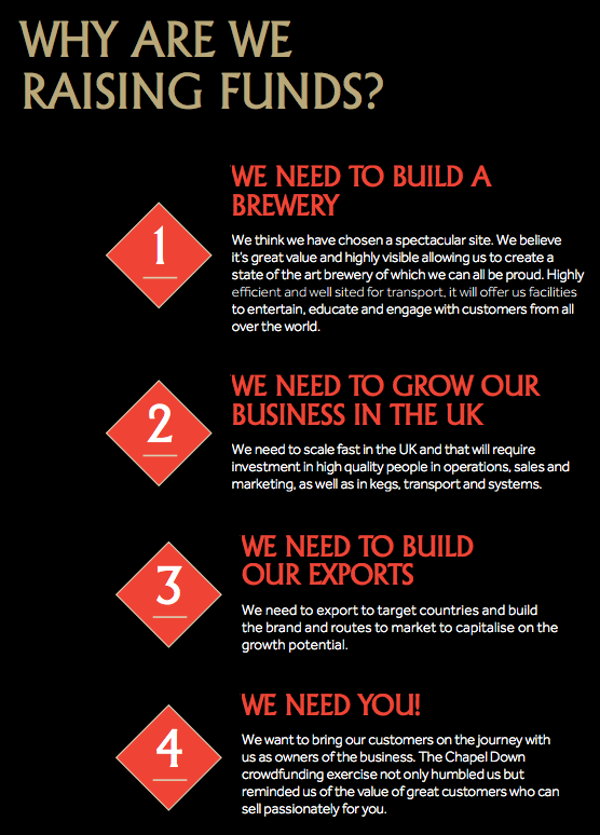 WHY ARE WE
RAISING FUNDS?
1
WE NEED TO BUILD A
BREWERY
We think we have chosen a spectacular site. We believe
it's great value and highly visible allowing us to create a
state of the art brewery of which we can all be proud. Highly
efficient and well sited for transport, it will offer us facilities
to entertain, educate and engage with customers from all
over the world.
2
WE NEED TO GROW OUR
BUSINESS IN THE UK
We need to scale fast in the UK and that will require
investment in high quality people in operations, sales and
marketing, as well as in kegs, transport and systems.
3
WE NEED TO BUILD
OUR EXPORTS
We need to export to target countries and build
the brand and routes to market to capitalise on the
growth potential.
4
WE NEED YOU!
We want to bring our customers on the journey with
us as owners of the business. The Chapel Down
crowdfunding exercise not only humbled us but
reminded us of the value of great customers who can
sell passionately for you.